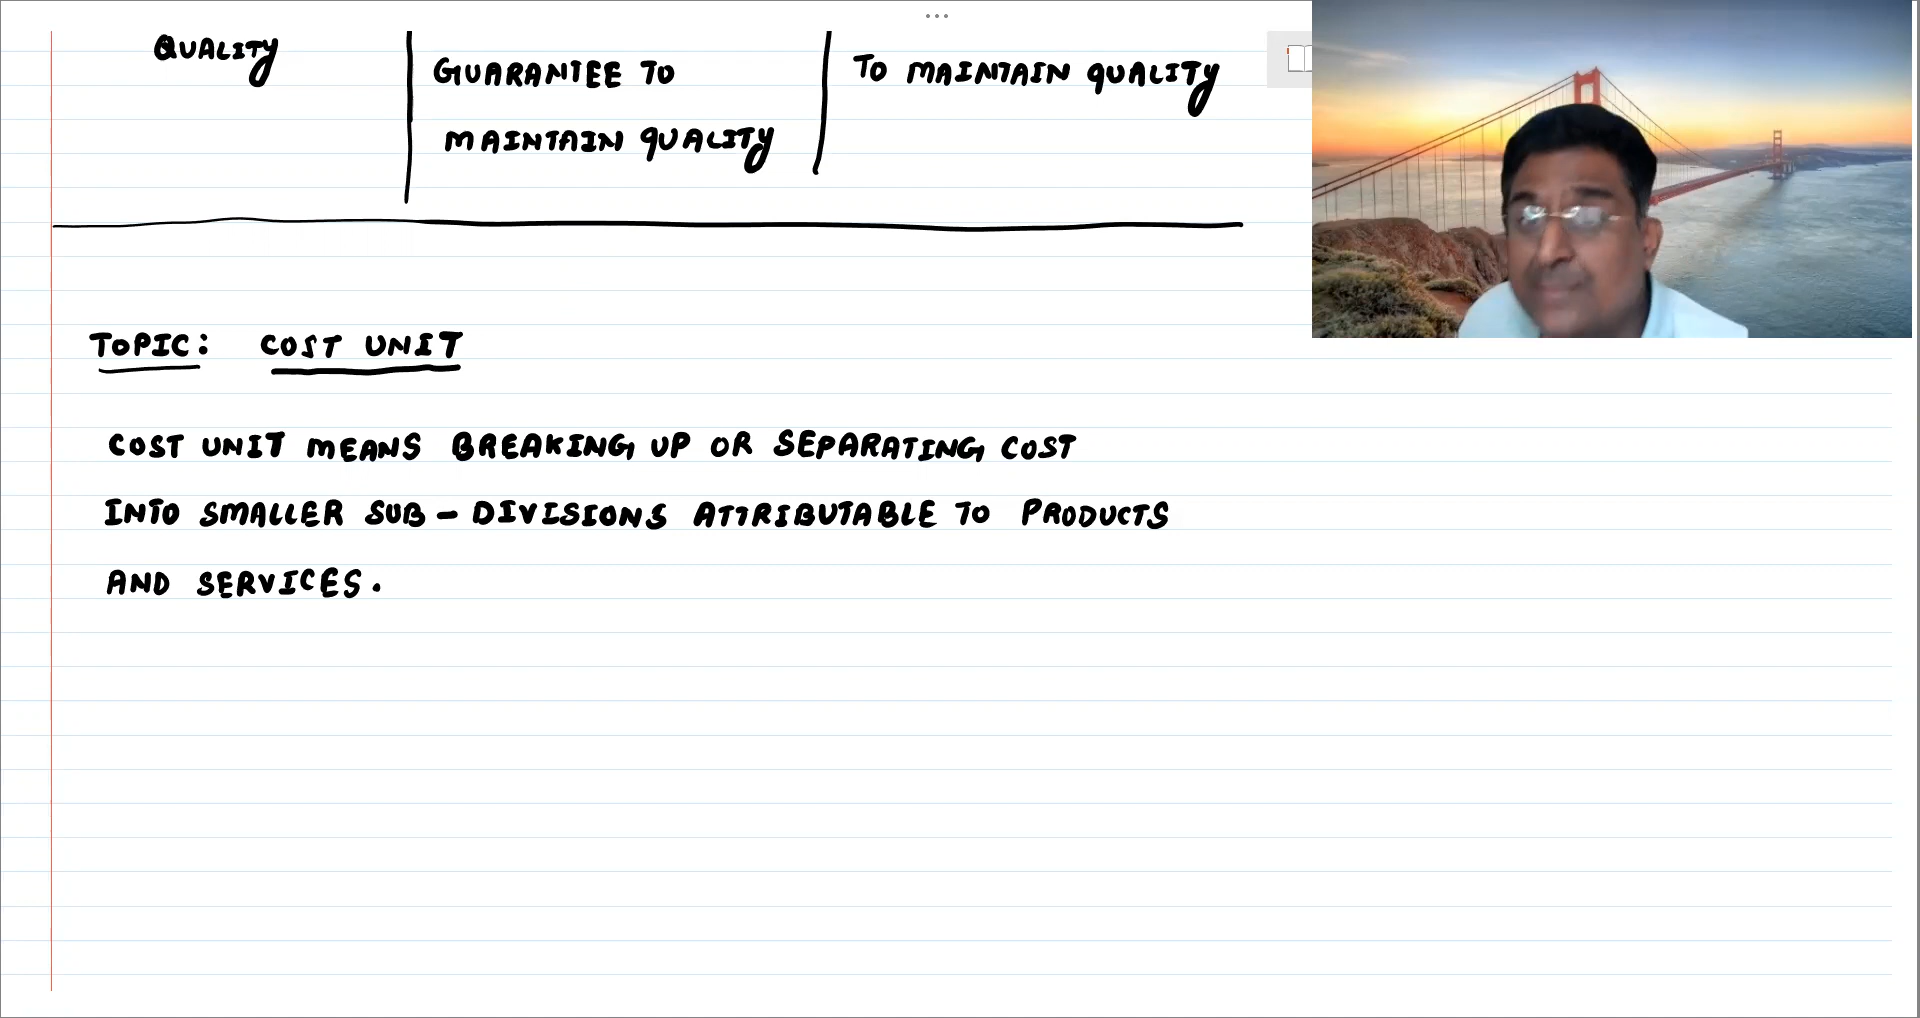 QUALITY
GUARANTEE TO
MAINTAIN QUALITY
TO MAINTAIN QUALITY
TOPIC: COST UNIT
COST UNIT MEANS BREAKING UP OR SEPARATING COST
INTO SMALLER SUB - DIVISIONS ATTRIBUTABLE TO PRODUCTS
AND SERVICES.